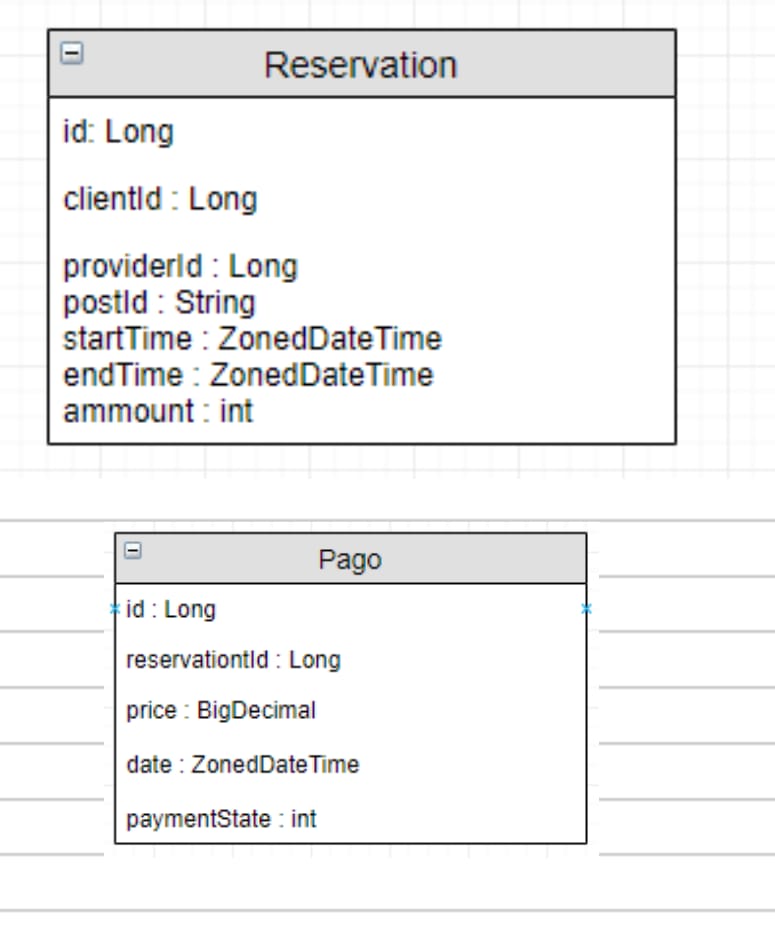 Reservation
id: Long
clientId : Long
providerId : Long
postId : String
startTime : ZonedDateTime
endTime : ZonedDateTime
ammount : int
Pago
id : Long
reservationtId : Long
price : BigDecimal
date : ZonedDateTime
paymentState : int